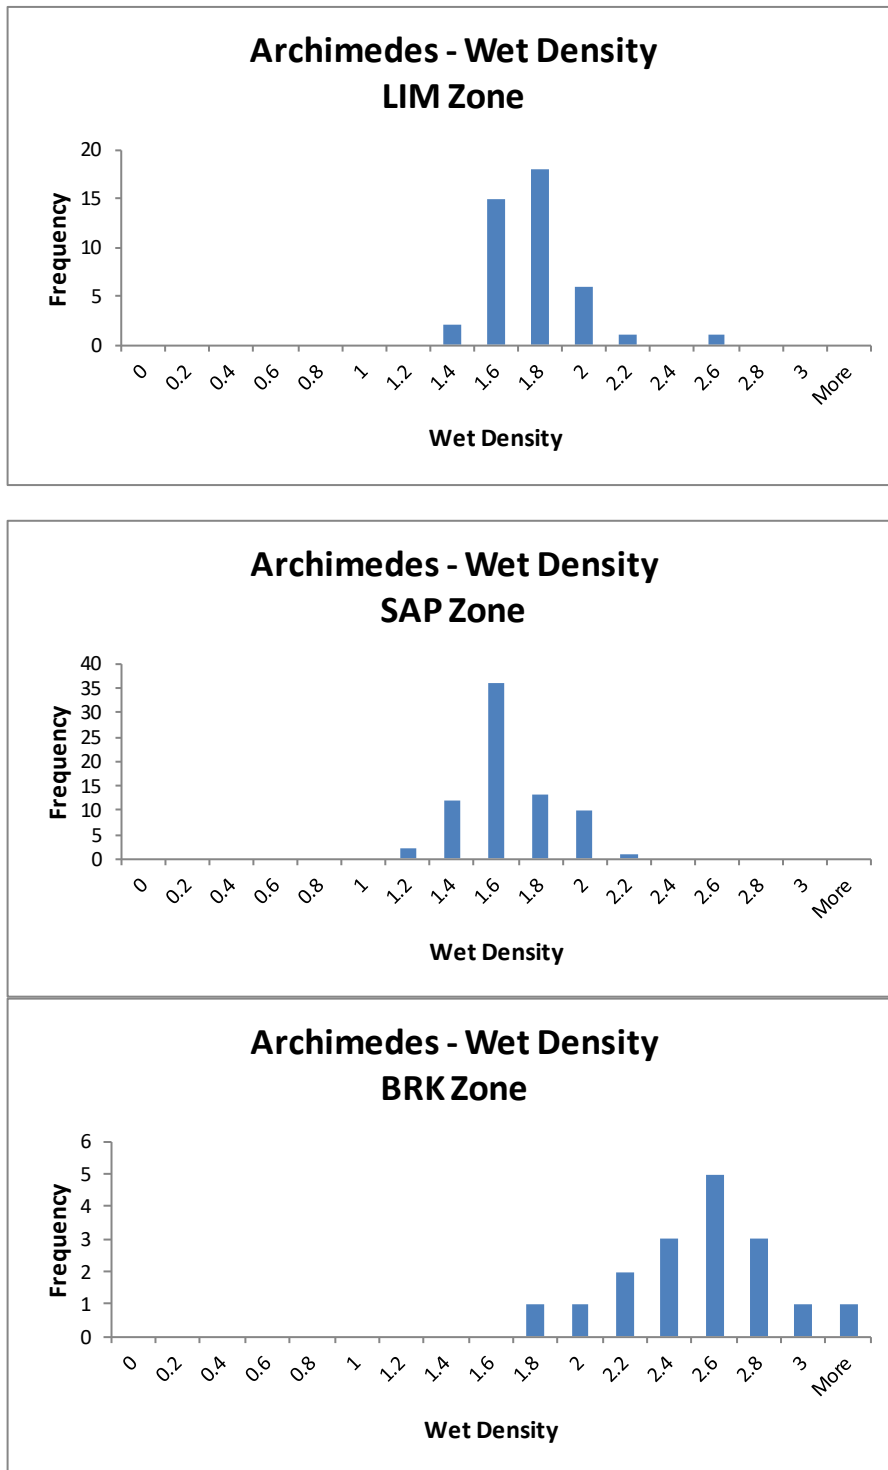 Archimedes - Wet Density
LIM Zone
20
15
10
5
0
Frequency
0 0.2 0.4 0.6 0.8 1 1.2 1.4 1.6 1.8 2 2.2 2.4 2.6 2.8 3 More
Wet Density
Archimedes - Wet Density
SAP Zone
40
35
30
25
20
15
10
5
0
Frequency
0 0.2 0.4 0.6 0.8 1 1.2 1.4 1.6 1.8 2 2.2 2.4 2.6 2.8 3 More
Wet Density
Archimedes - Wet Density
BRK Zone
6
5
4
3
2
1
0
Frequency
0 0.2 0.4 0.6 0.8 1 1.2 1.4 1.6 1.8 2 2.2 2.4 2.6 2.8 3 More
Wet Density